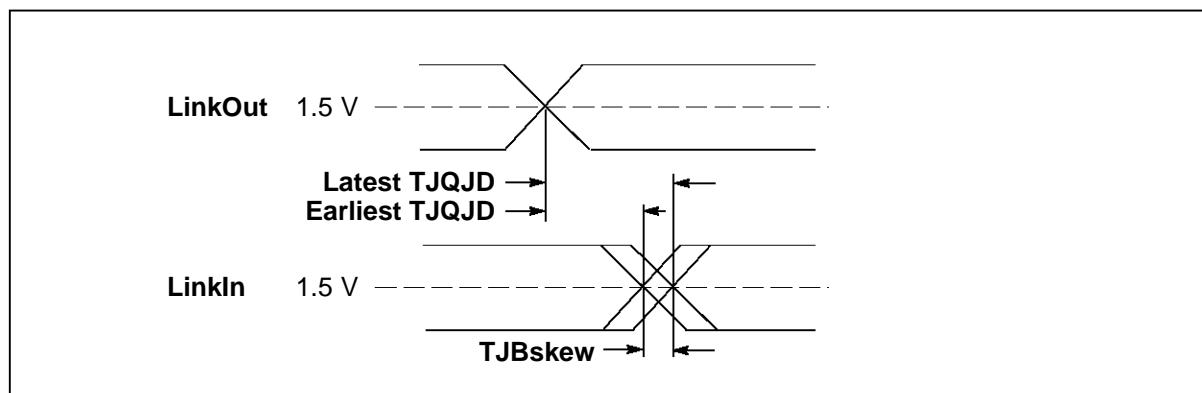 LinkOut 1.5 V
Latest TJQJD
Earliest TJQJD
LinkIn 1.5 V
TJBskew